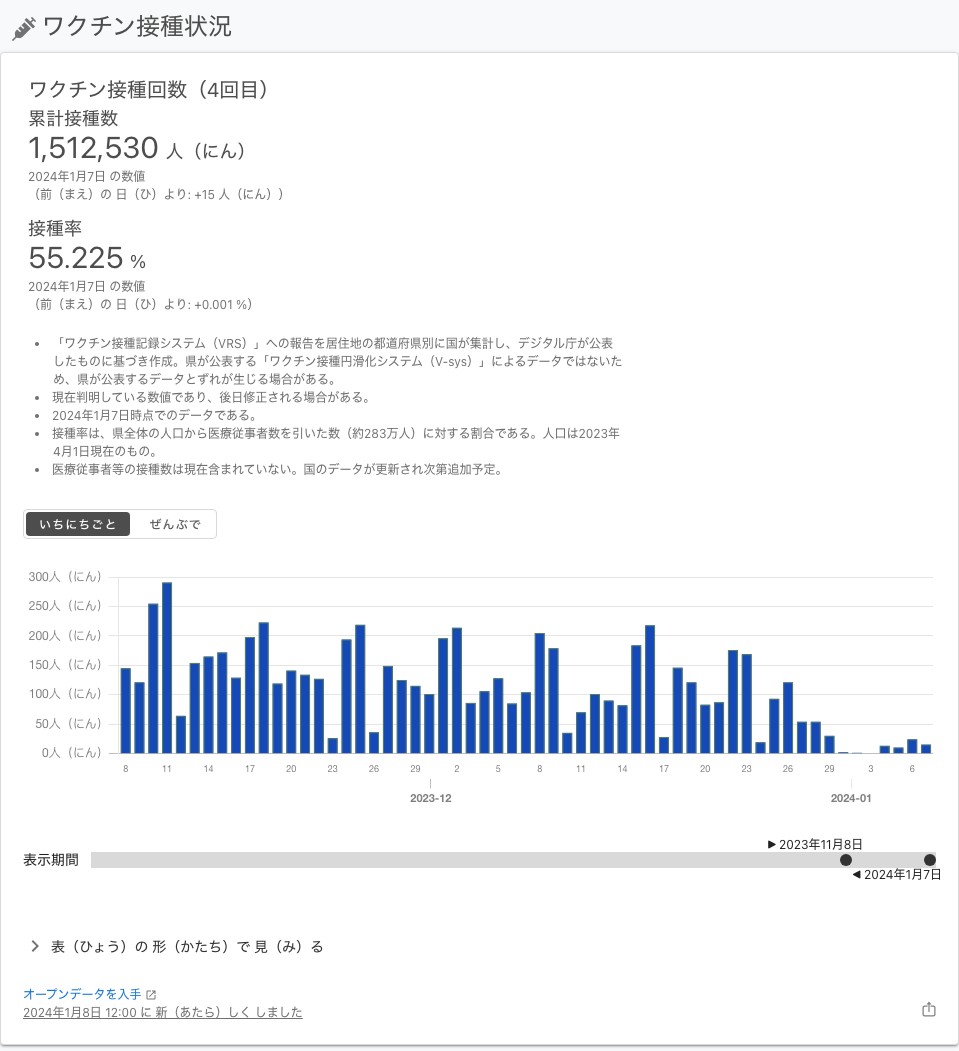 ワクチン接種状況
ワクチン接種回数（4回目）
累計接種数
1,512,530 人（にん）
2024年1月7日 の数値
（前（まえ）の 日（ひ）より: +15 人（にん））
接種率
55.225 %
2024年1月7日 の数値
（前（まえ）の 日（ひ）より: +0.001 %）
• 「ワクチン接種記録システム（VRS）」への報告を居住地の都道府県別に国が集計し、デジタル庁が公表
したものに基づき作成。県が公表する「ワクチン接種円滑化システム（V-sys）」によるデータではないた
め、県が公表するデータとずれが生じる場合がある。
• 現在判明している数値であり、後日修正される場合がある。
• 2024年1月7日時点でのデータである。
• 接種率は、県全体の人口から医療従事者数を引いた数（約283万人）に対する割合である。人口は2023年
4月1日現在のもの。
• 医療従事者等の接種数は現在含まれていない。国のデータが更新され次第追加予定。
いちにちごと ぜんぶで
300人（にん）
250人（にん）
200人（にん）
150人（にん）
100人（にん）
50人（にん）
0人（にん）
8 11 14 17 20 23 26 29 2 5 8 11 14 17 20 23 26 29 3 6
2023-12 2024-01
▶ 2023年11月8日
表示期間
◀ 2024年1月7日
表（ひょう）の 形（かたち）で 見（み）る
オープンデータを入手
2024年1月8日 12:00 に 新（あたら）しく しました